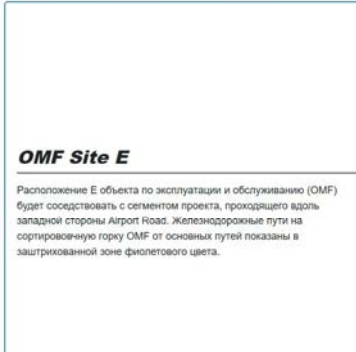 OMF Site E
Расположение E объекта по эксплуатации и обслуживанию (OMF)
будет соседствовать с сегментом проекта, проходящего вдоль
западной стороны Airport Road. Железнодорожные пути на
сортировочную горку OMF от основных путей показаны в
заштрихованной зоне фиолетового цвета.